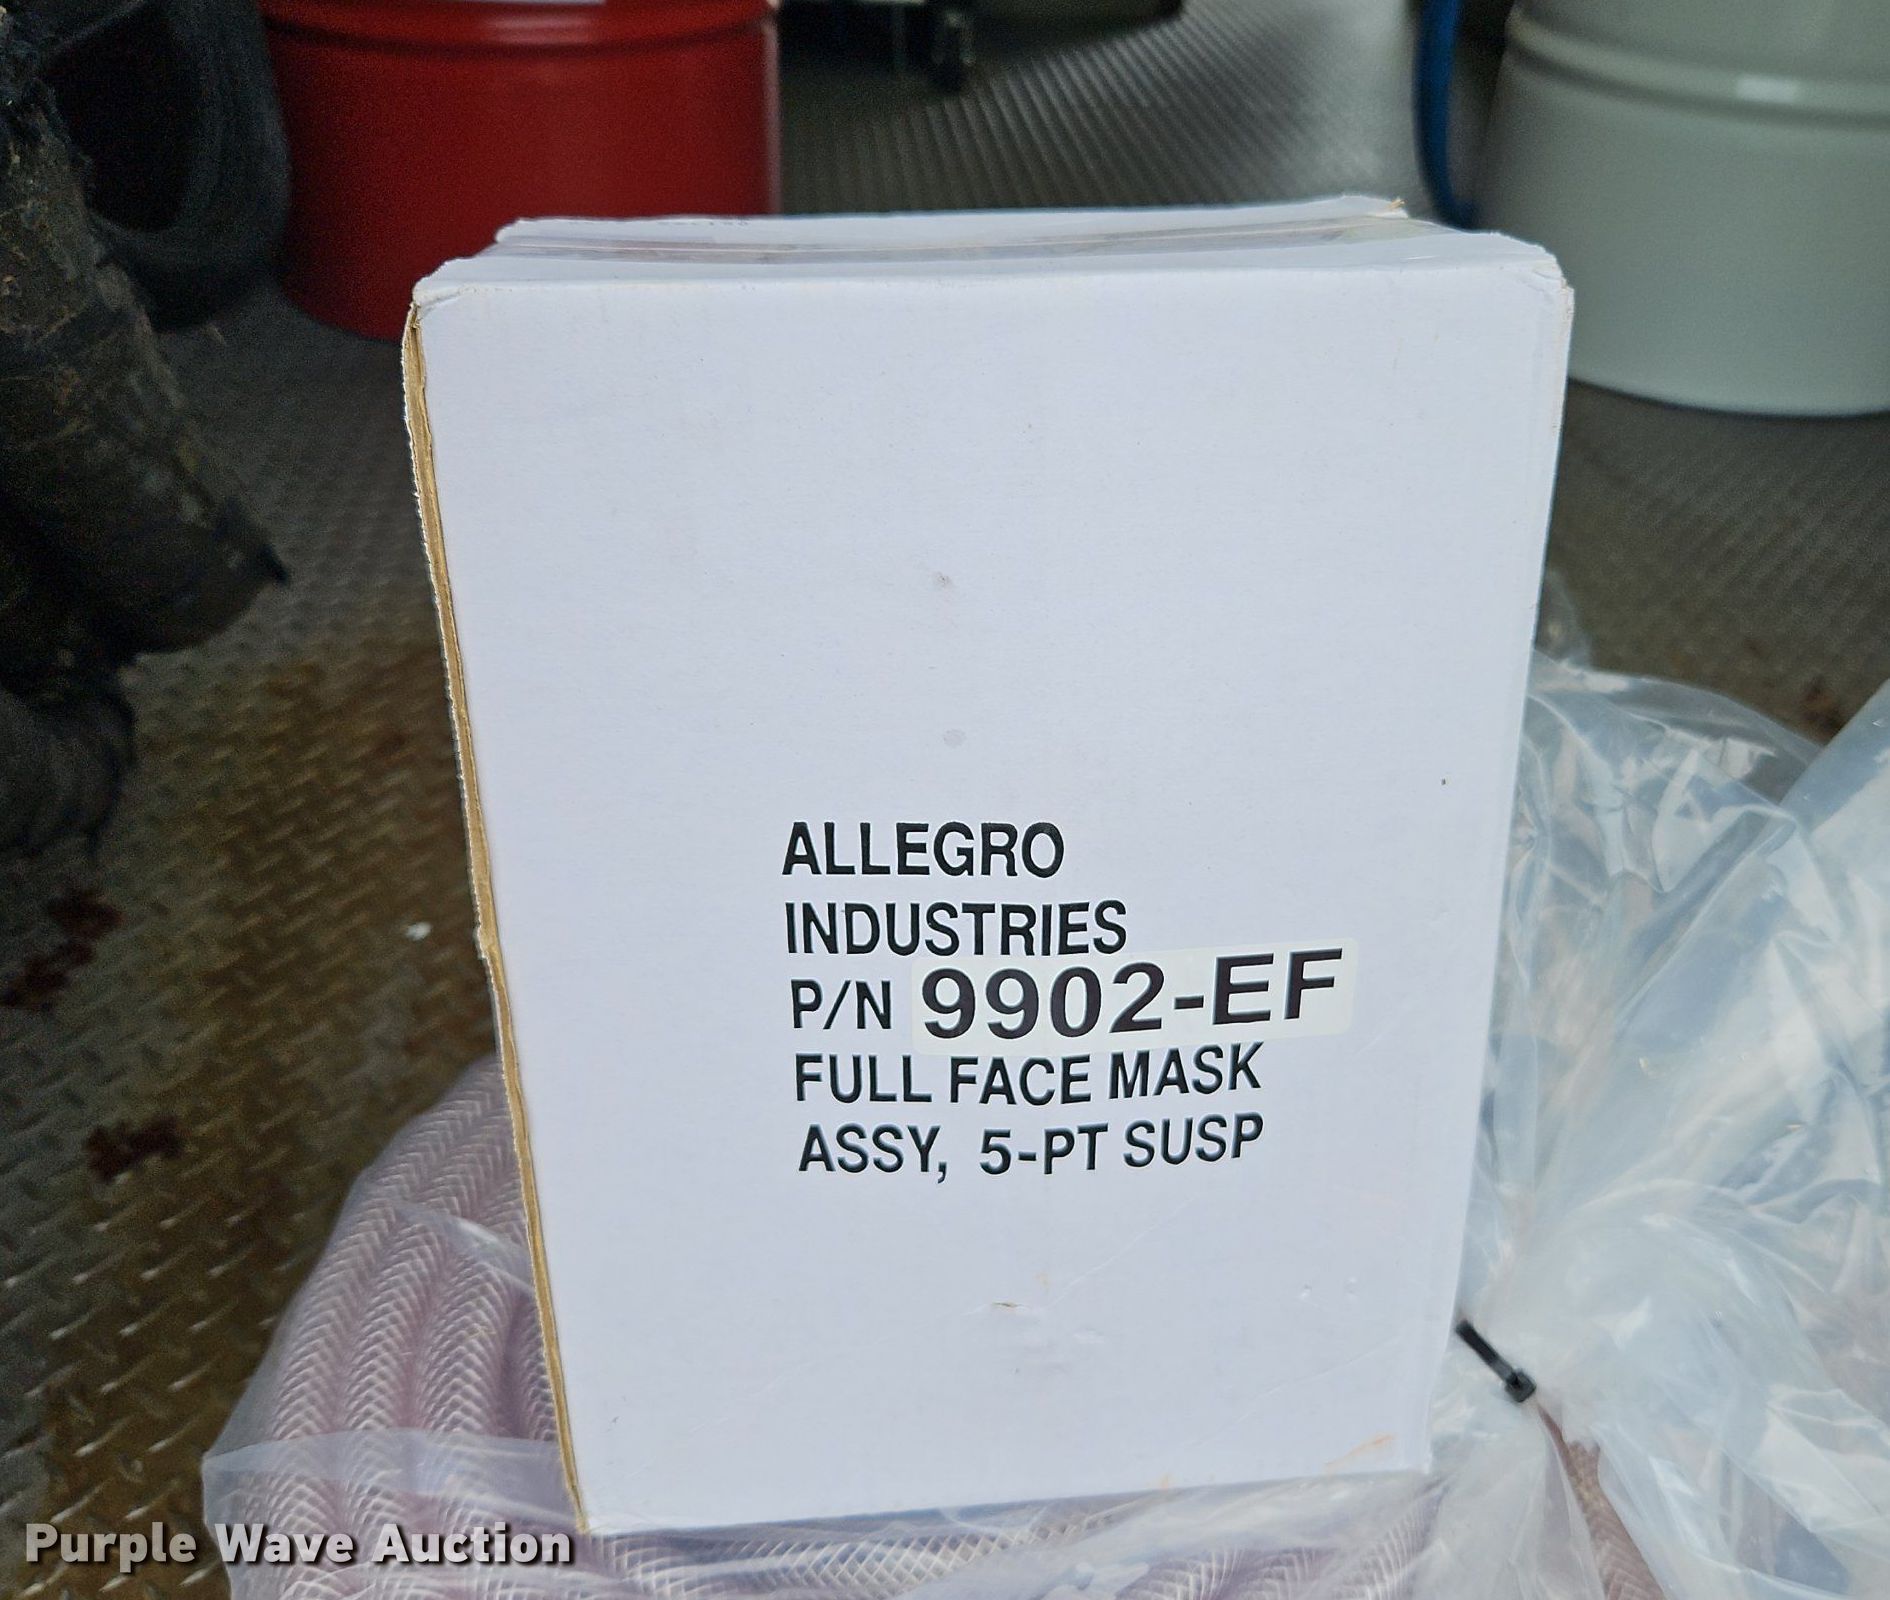 ALLEGRO
INDUSTRIES
P/N 9902-EF
FULL FACE MASK
ASSY, 5-PT SUSP
Purple Wave Auction